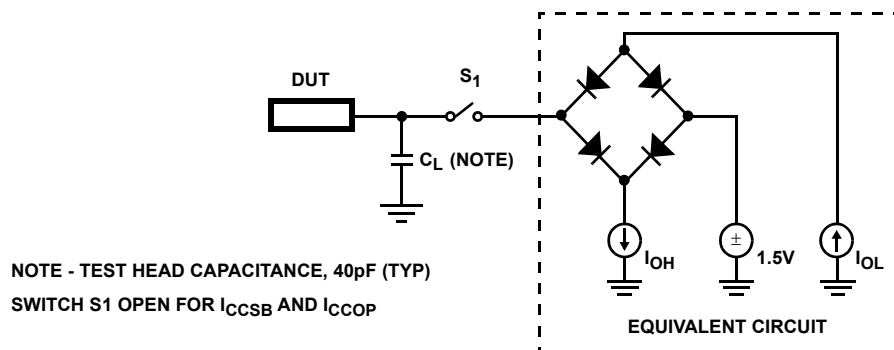 DUT
S1
CL (NOTE)
±
1.5V
IOH
IOL
NOTE - TEST HEAD CAPACITANCE, 40pF (TYP)
SWITCH S1 OPEN FOR ICCSB AND ICCOP
EQUIVALENT CIRCUIT